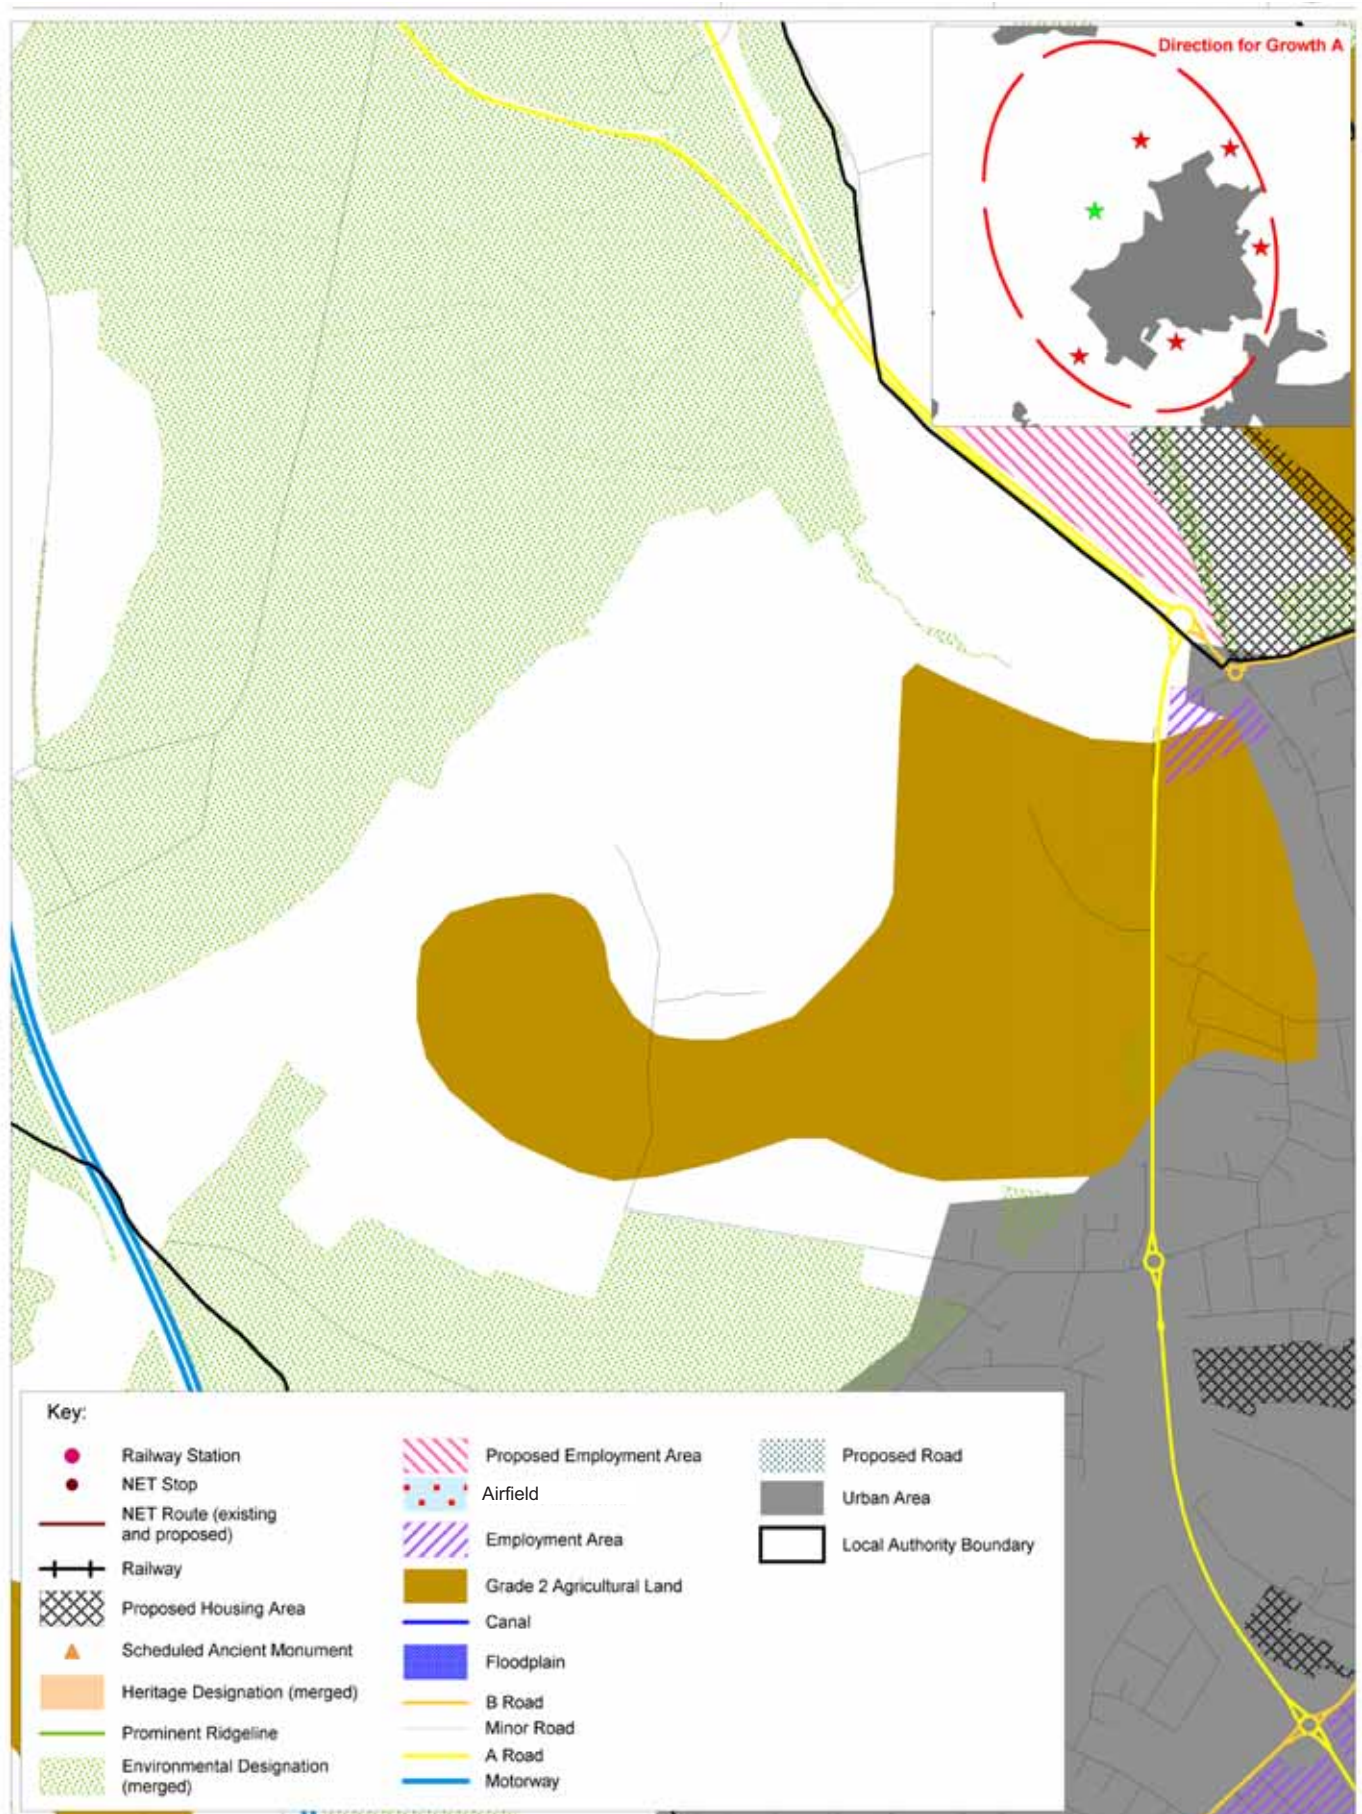 Direction for Growth A
Key:
Railway Station
NET Stop
NET Route (existing
and proposed)
Railway
Proposed Housing Area
Scheduled Ancient Monument
Heritage Designation (merged)
Prominent Ridgeline
Environmental Designation
(merged)
Proposed Employment Area
Airfield
Employment Area
Grade 2 Agricultural Land
Canal
Floodplain
B Road
Minor Road
A Road
Motorway
Proposed Road
Urban Area
Local Authority Boundary